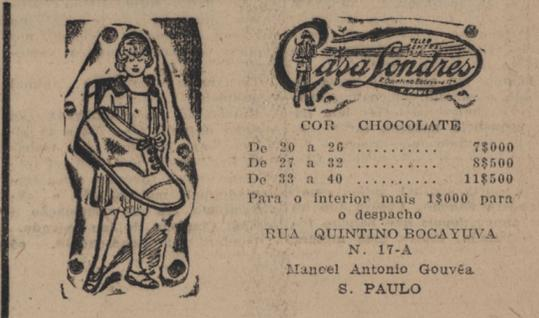 Casa Londres
S. PAULO
COR CHOCOLATE
De 20 a 26 .......... 7$000
De 27 a 32 .......... 8$500
De 33 a 40 .......... 11$500
Para o interior mais 1$000 para
o despacho
RUA QUINTINO BOCAYUVA
N. 17-A
Manoel Antonio Gouvêa
S. PAULO